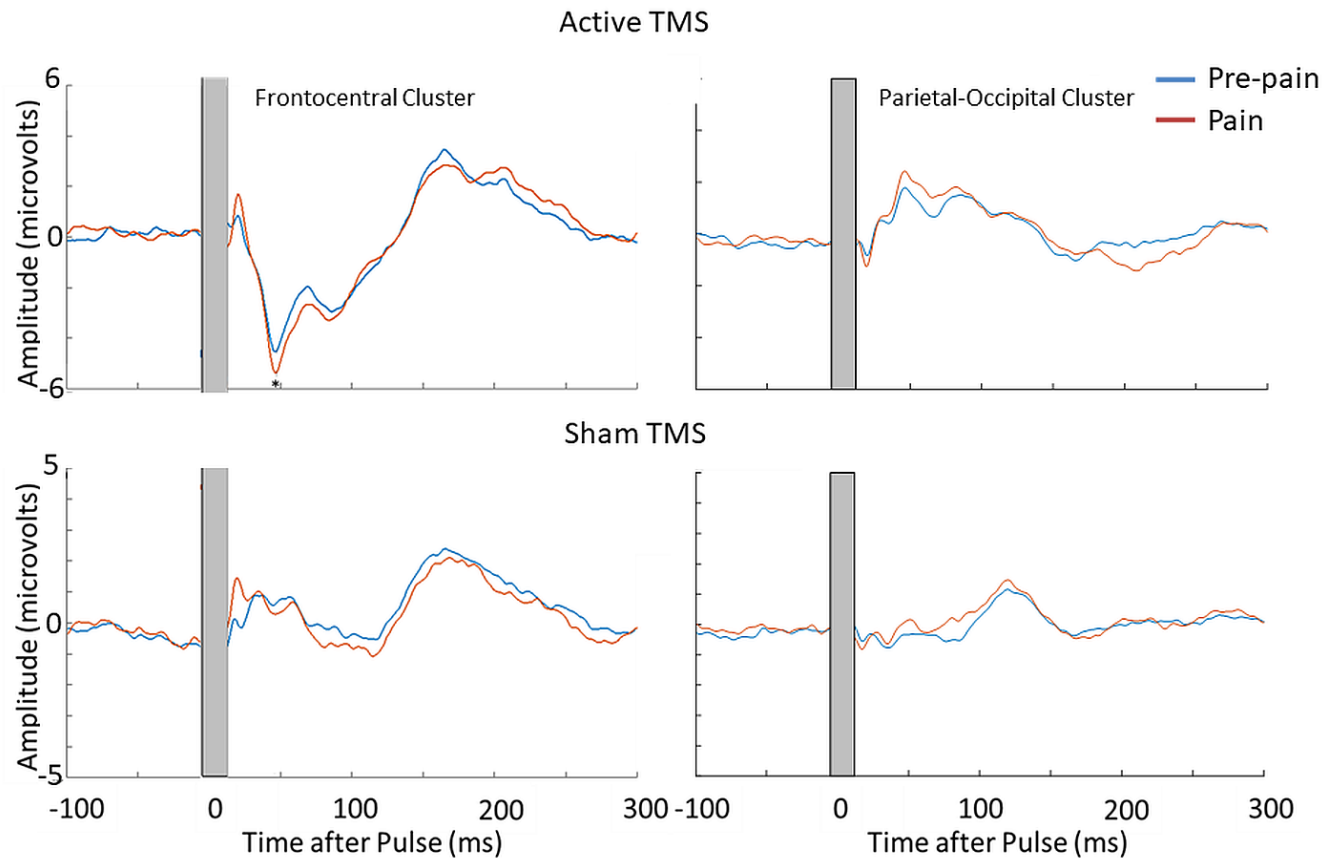 Active TMS
6
Frontocentral Cluster
Parietal-Occipital Cluster
Pre-pain
Pain
Amplitude (microvolts)
0
-6
*
Sham TMS
5
Amplitude (microvolts)
0
-5
-100 0 100 200 300 -100 0 100 200 300
Time after Pulse (ms) Time after Pulse (ms)